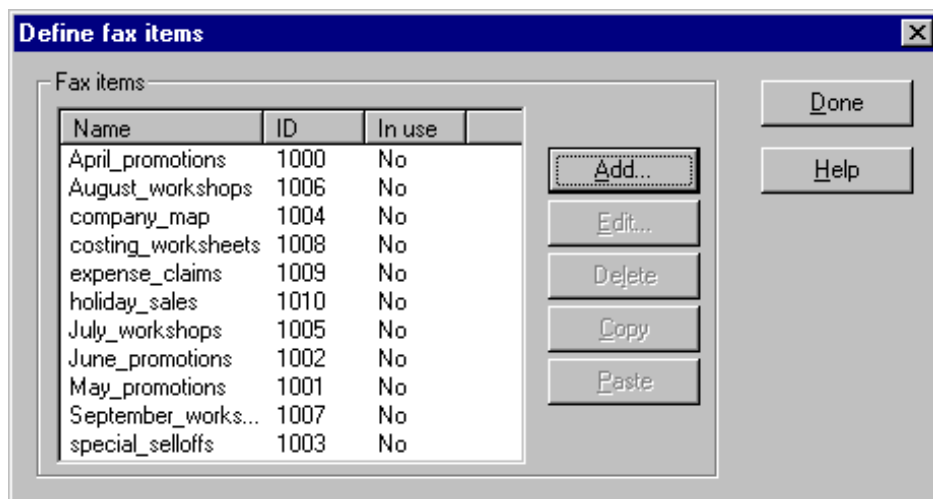 Define fax items
Fax items
Name ID In use
April_promotions 1000 No
August_workshops 1006 No
company_map 1004 No
costing_worksheets 1008 No
expense_claims 1009 No
holiday_sales 1010 No
July_workshops 1005 No
June_promotions 1002 No
May_promotions 1001 No
September_works... 1007 No
special_selloffs 1003 No
Add...
Edit...
Delete
Copy
Paste
Done
Help